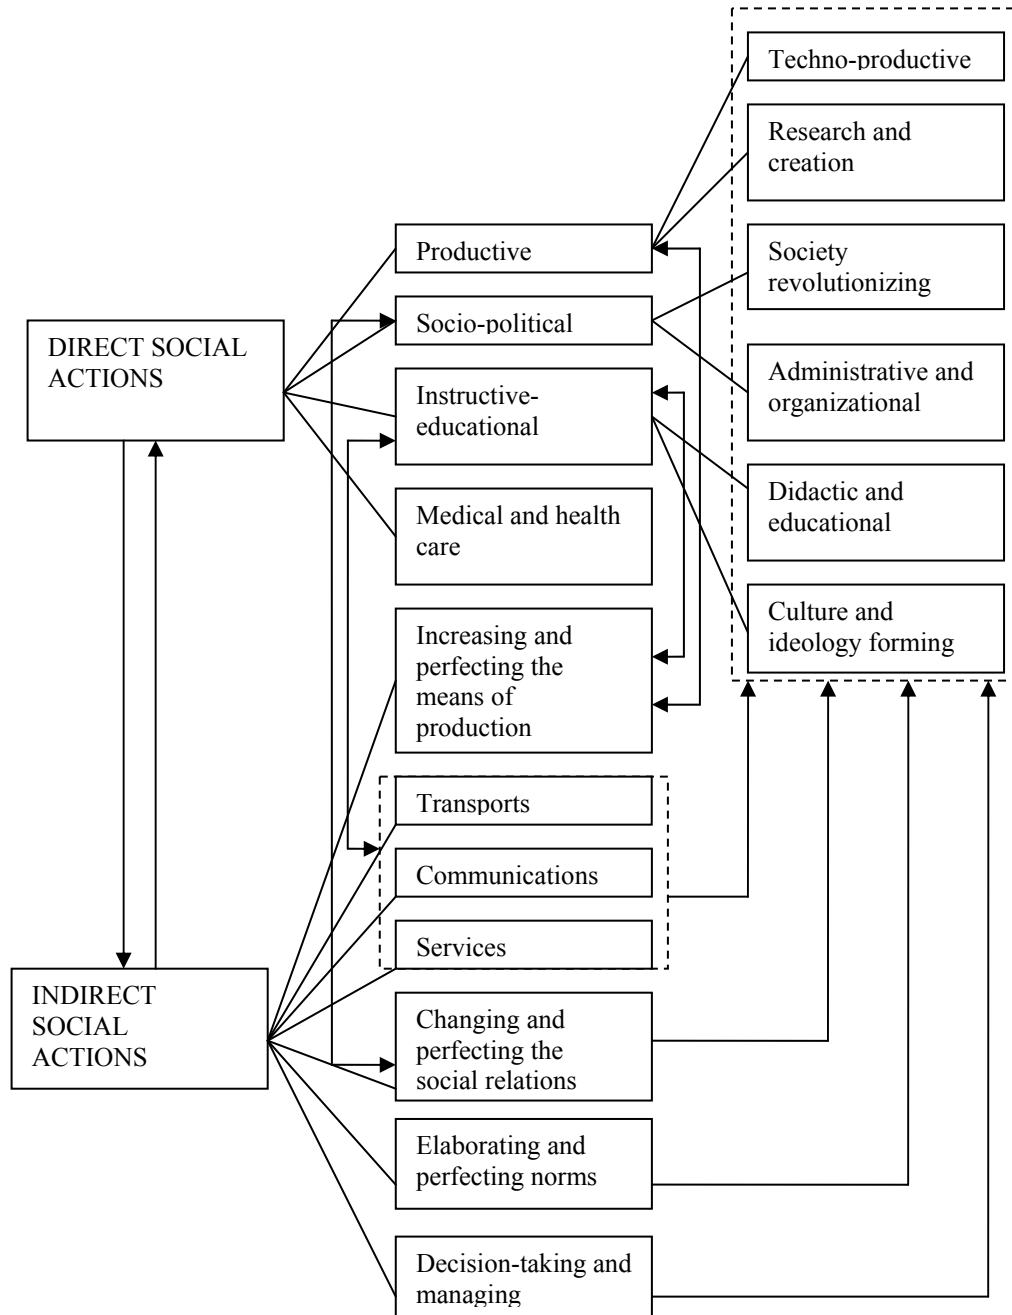 Techno-productive
Research and
creation
Society
revolutionizing
Administrative and
organizational
Didactic and
educational
Culture and
ideology forming
Productive
Socio-political
Instructive-
educational
Medical and health
care
Increasing and
perfecting the
means of
production
Transports
Communications
Services
Changing and
perfecting the
social relations
Elaborating and
perfecting norms
Decision-taking and
managing
DIRECT SOCIAL
ACTIONS
INDIRECT
SOCIAL
ACTIONS